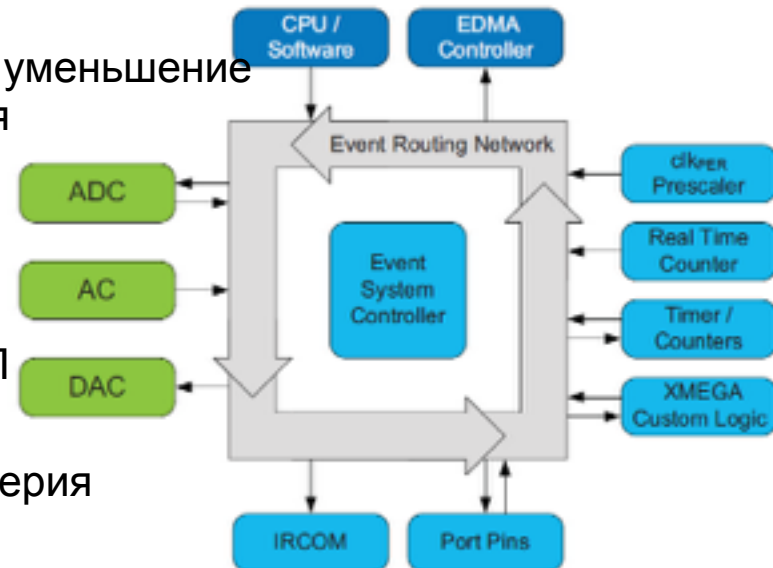 CPU /
Software
EDMA
Controller
уменьшение
я
Event Routing Network
ADC
clkPER
Prescaler
Real Time
Counter
Event
System
Controller
AC
Timer /
Counters
DAC
XMEGA
Custom Logic
ерия
IRCOM
Port Pins